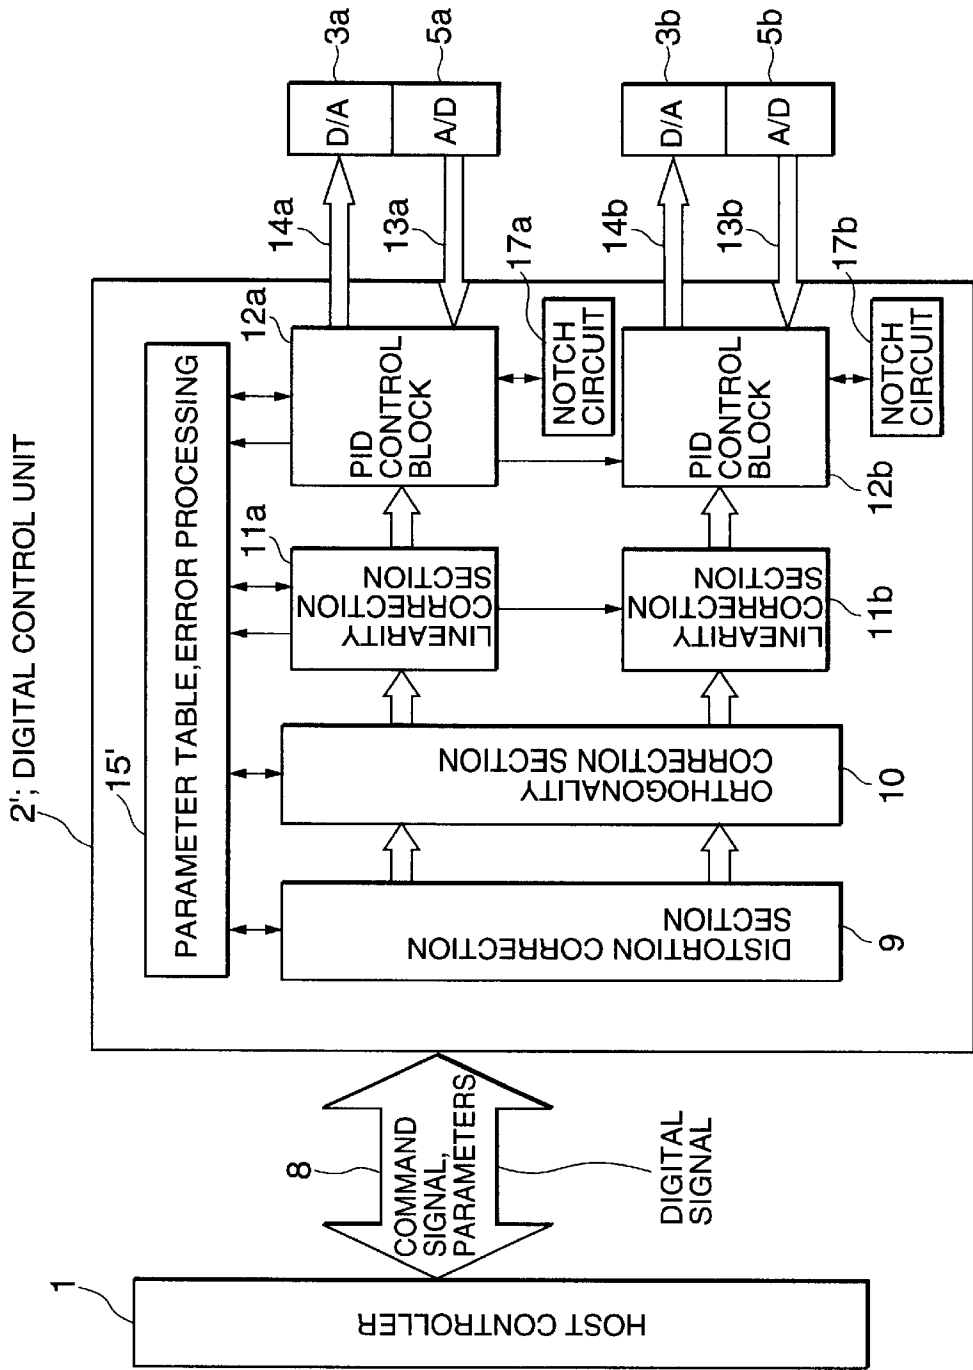 2'; DIGITAL CONTROL UNIT
15'
PARAMETER TABLE,ERROR PROCESSING
1
HOST CONTROLLER
8
COMMAND
SIGNAL,
PARAMETERS
DIGITAL
SIGNAL
DISTORTION CORRECTION
SECTION
9
ORTHOGONALITY
CORRECTION SECTION
10
11a
LINEARITY
CORRECTION
SECTION
LINEARITY
CORRECTION
SECTION
11b
12a
PID
CONTROL
BLOCK
PID
CONTROL
BLOCK
12b
NOTCH
CIRCUIT
17a
NOTCH
CIRCUIT
17b
14a
13a
14b
13b
D/A
3a
A/D
5a
D/A
3b
A/D
5b